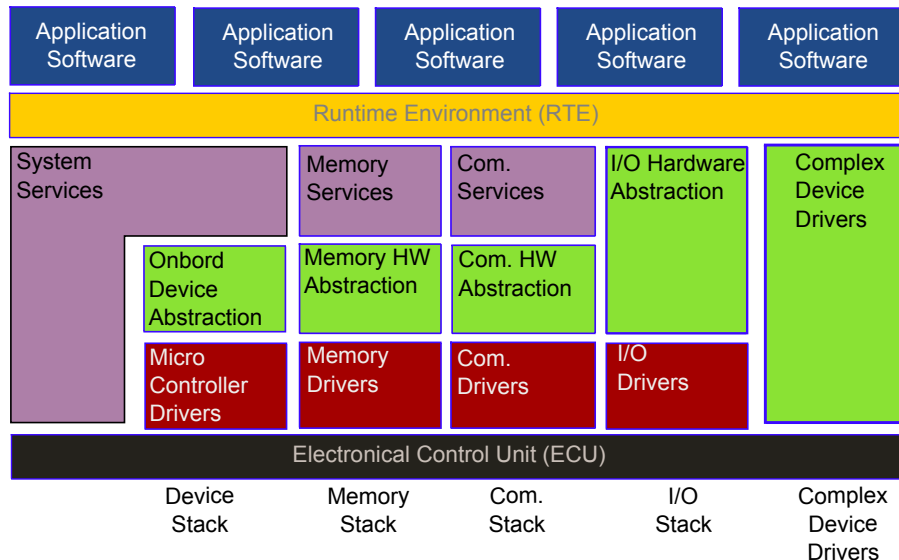 Application
Software
Application
Software
Application
Software
Application
Software
Application
Software
Runtime Environment (RTE)
System
Services
Memory
Services
Com.
Services
I/O Hardware
Abstraction
Complex
Device
Drivers
Onbord
Device
Abstraction
Memory HW
Abstraction
Com. HW
Abstraction
Micro
Controller
Drivers
Memory
Drivers
Com.
Drivers
I/O
Drivers
Electronical Control Unit (ECU)
Device
Stack
Memory
Stack
Com.
Stack
I/O
Stack
Complex
Device
Drivers